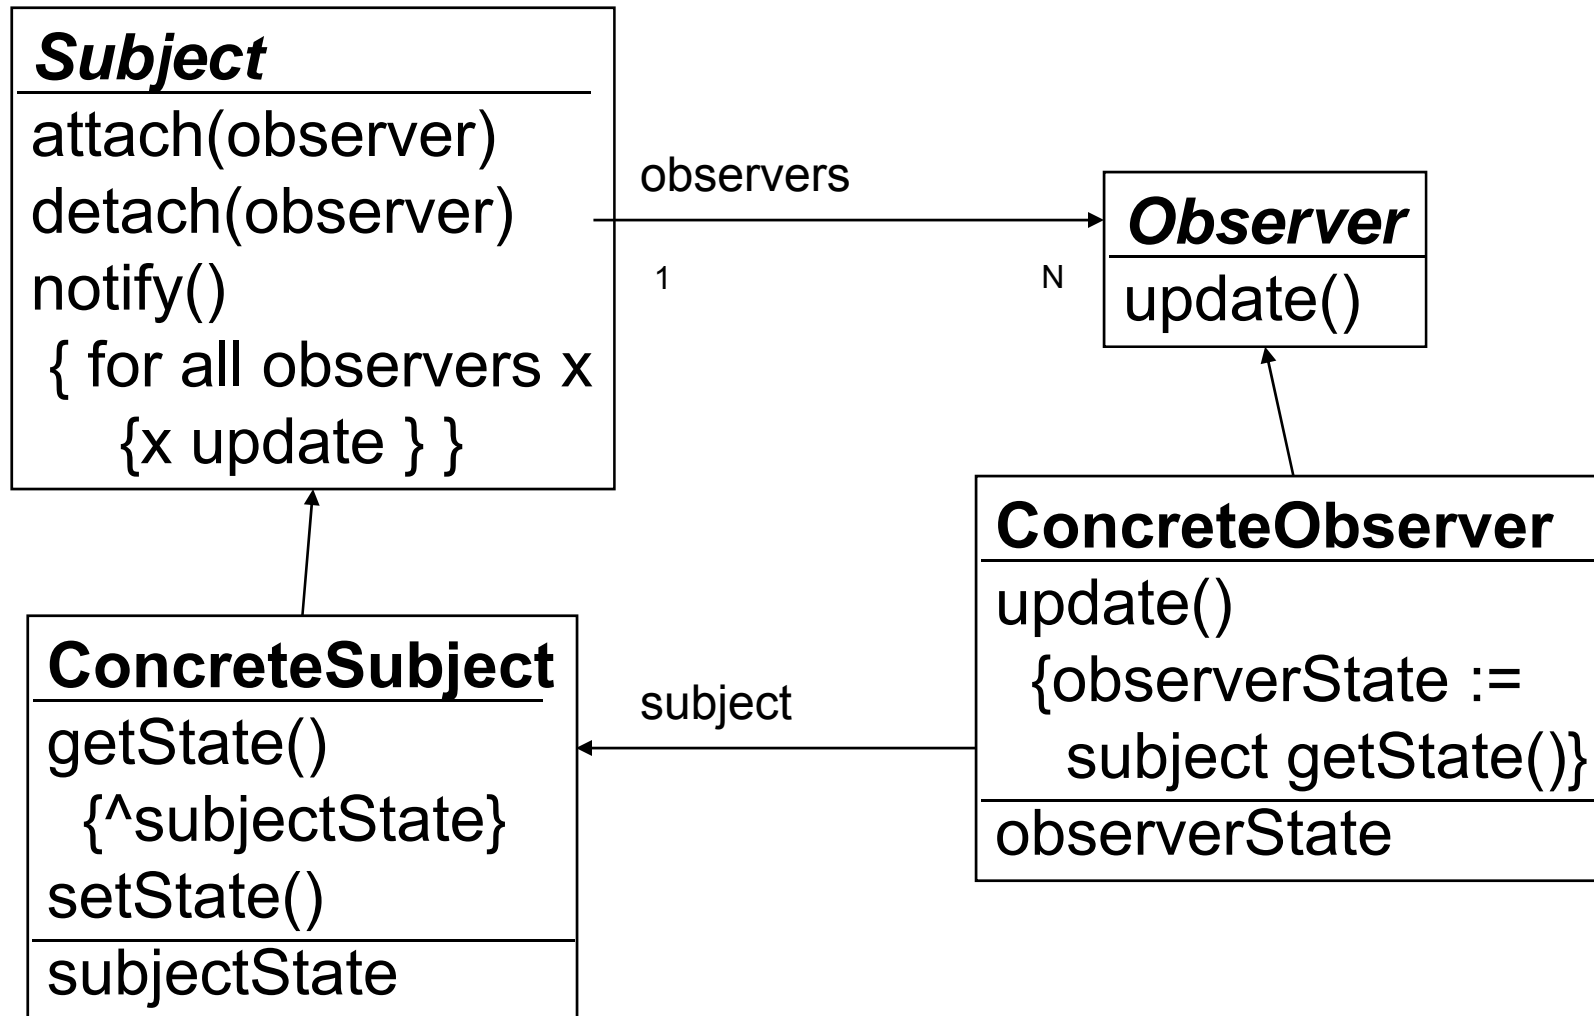 Subject
attach(observer)
detach(observer)
notify()
{ for all observers x
{x update } }
observers
1
N
Observer
update()
ConcreteSubject
getState()
{^subjectState}
setState()
subjectState
subject
ConcreteObserver
update()
{observerState :=
subject getState()}
observerState